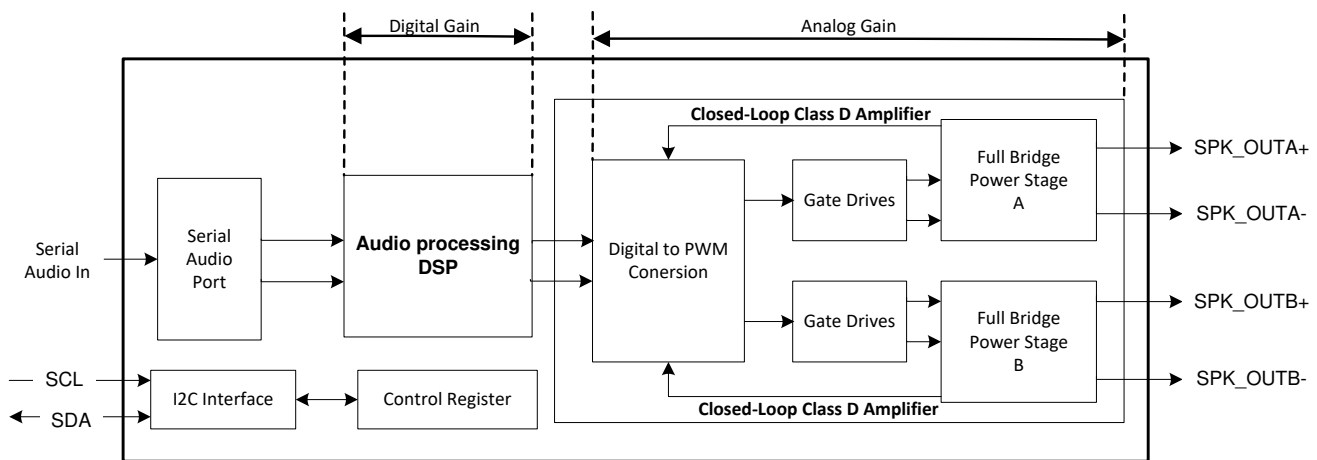 Digital Gain
Analog Gain
Closed-Loop Class D Amplifier
Serial
Audio In
Serial
Audio
Port
Audio processing
DSP
Digital to PWM
Conersion
Gate Drives
Full Bridge
Power Stage
A
SPK_OUTA+
SPK_OUTA-
Gate Drives
Full Bridge
Power Stage
B
SPK_OUTB+
SPK_OUTB-
Closed-Loop Class D Amplifier
SCL
SDA
I2C Interface
Control Register